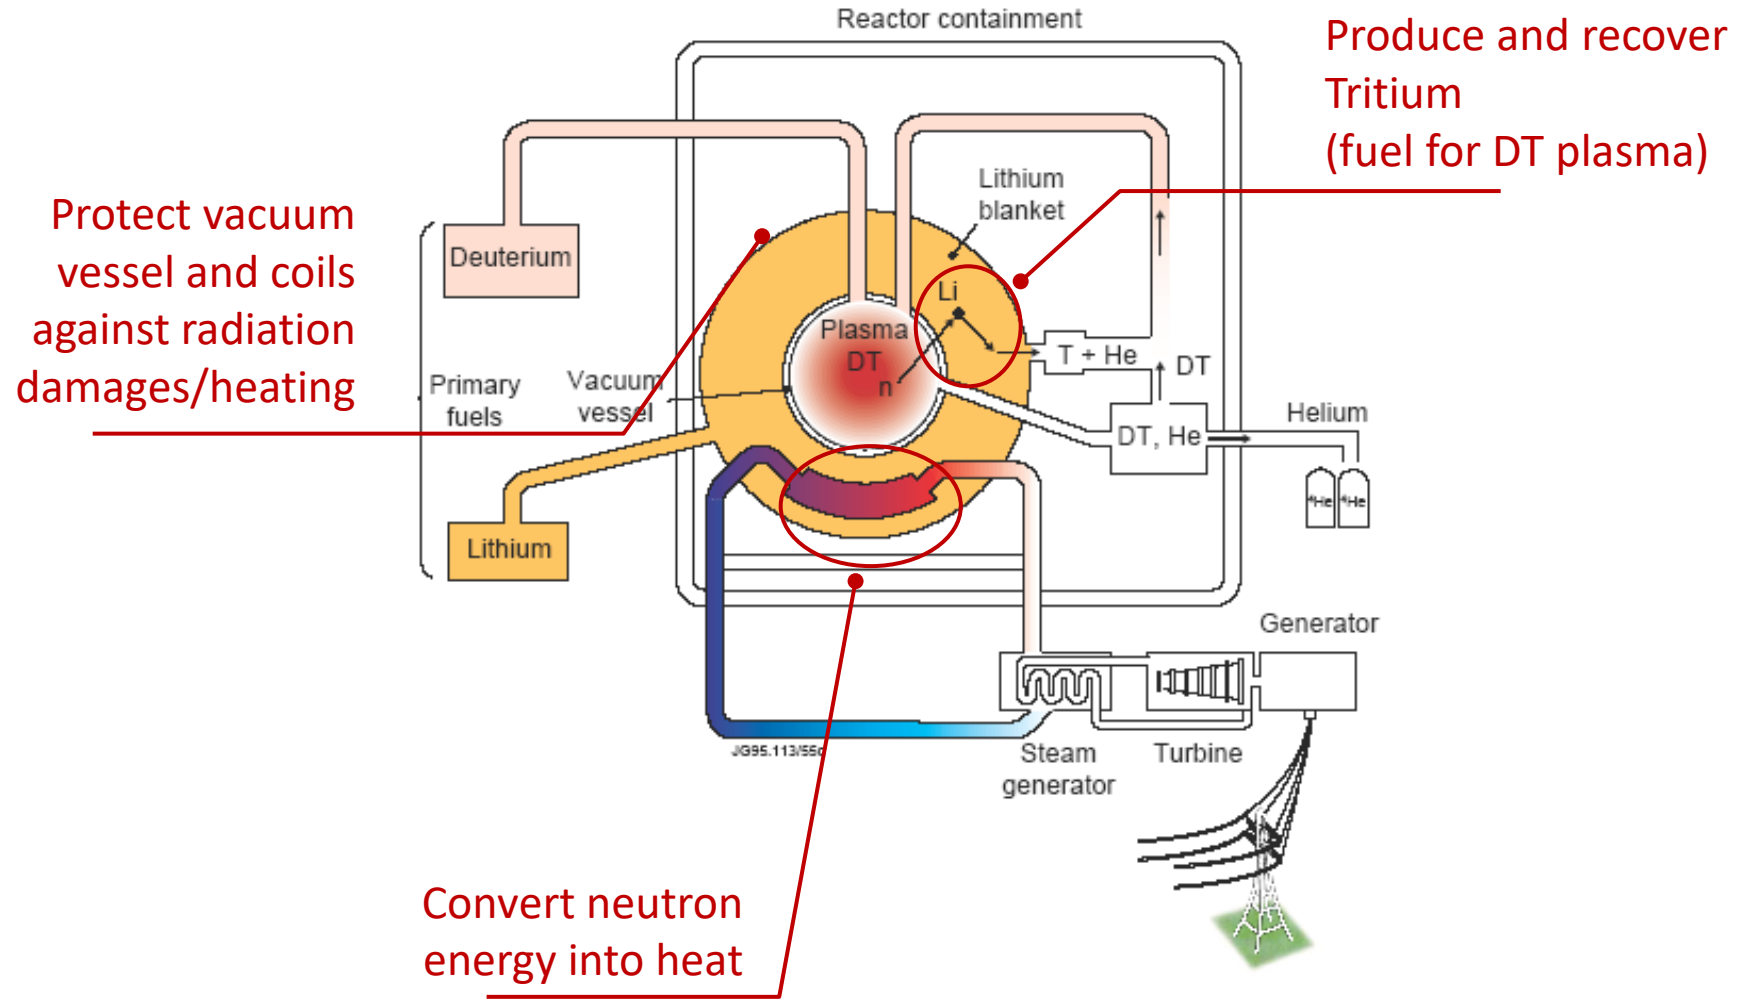 Reactor containment
Produce and recover
Tritium
(fuel for DT plasma)
Protect vacuum
vessel and coils
against radiation
damages/heating
Deuterium
Lithium
blanket
Li
Plasma
DT
n
T + He
DT
Primary
fuels
Vacuum
vessel
DT, He
Helium
⁴He
⁴He
Lithium
Generator
JG95.113/55c
Steam
generator
Turbine
Convert neutron
energy into heat